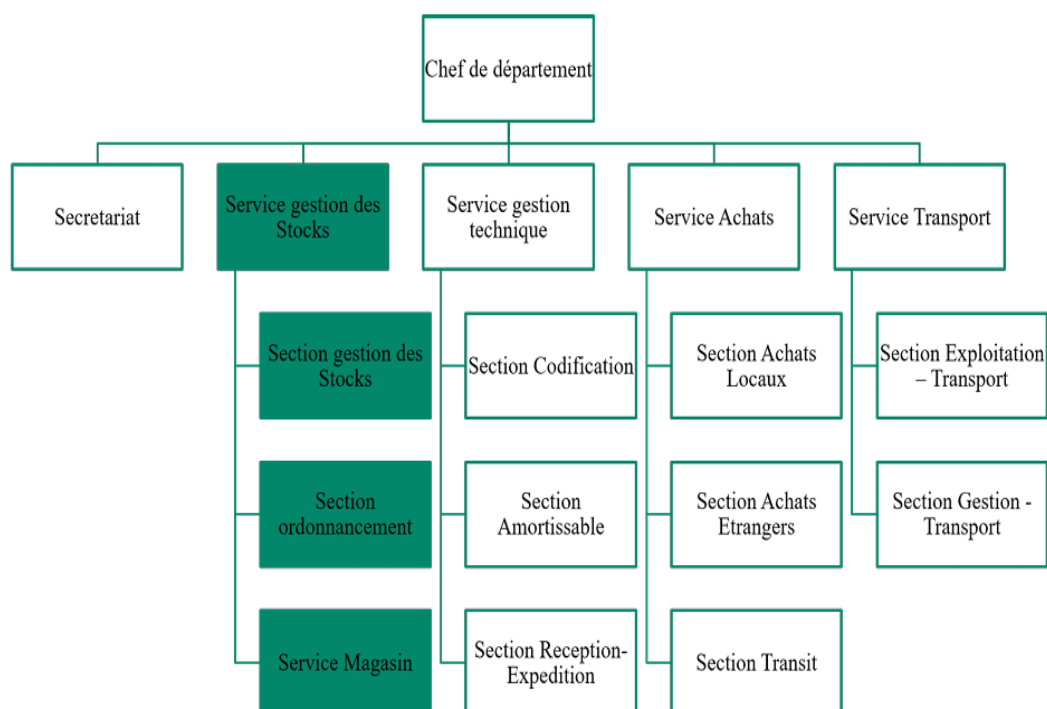 Chef de département
Secretariat
Service gestion des
Stocks
Service gestion
technique
Service Achats
Service Transport
Section gestion des
Stocks
Section Codification
Section Achats
Locaux
Section Exploitation
– Transport
Section
ordonnancement
Section
Amortissable
Section Achats
Etrangers
Section Gestion -
Transport
Service Magasin
Section Reception-
Expedition
Section Transit